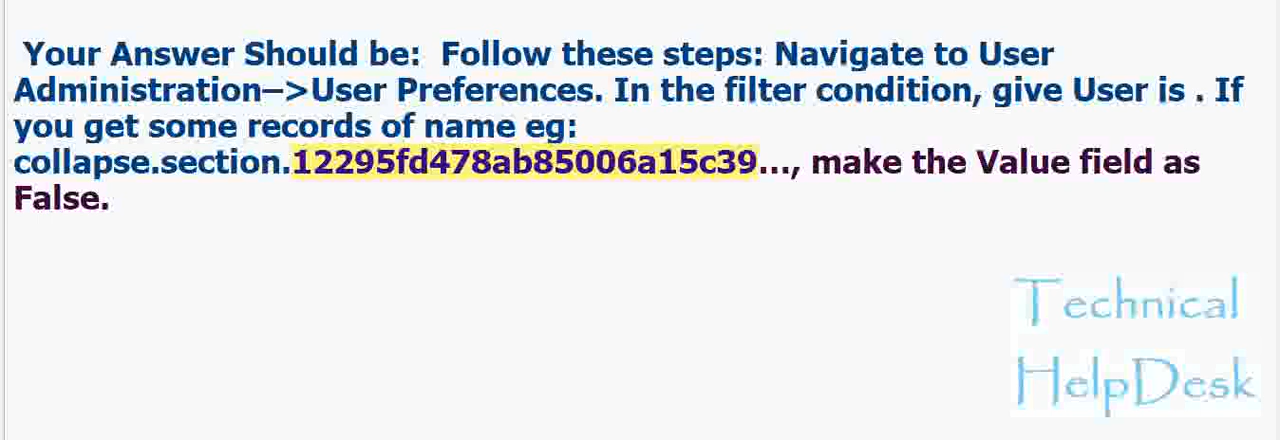 Your Answer Should be:  Follow these steps: Navigate to User
Administration—>User Preferences. In the filter condition, give User is . If
you get some records of name eg:
collapse.section.12295fd478ab85006a15c39..., make the Value field as
False.
Technical
HelpDesk